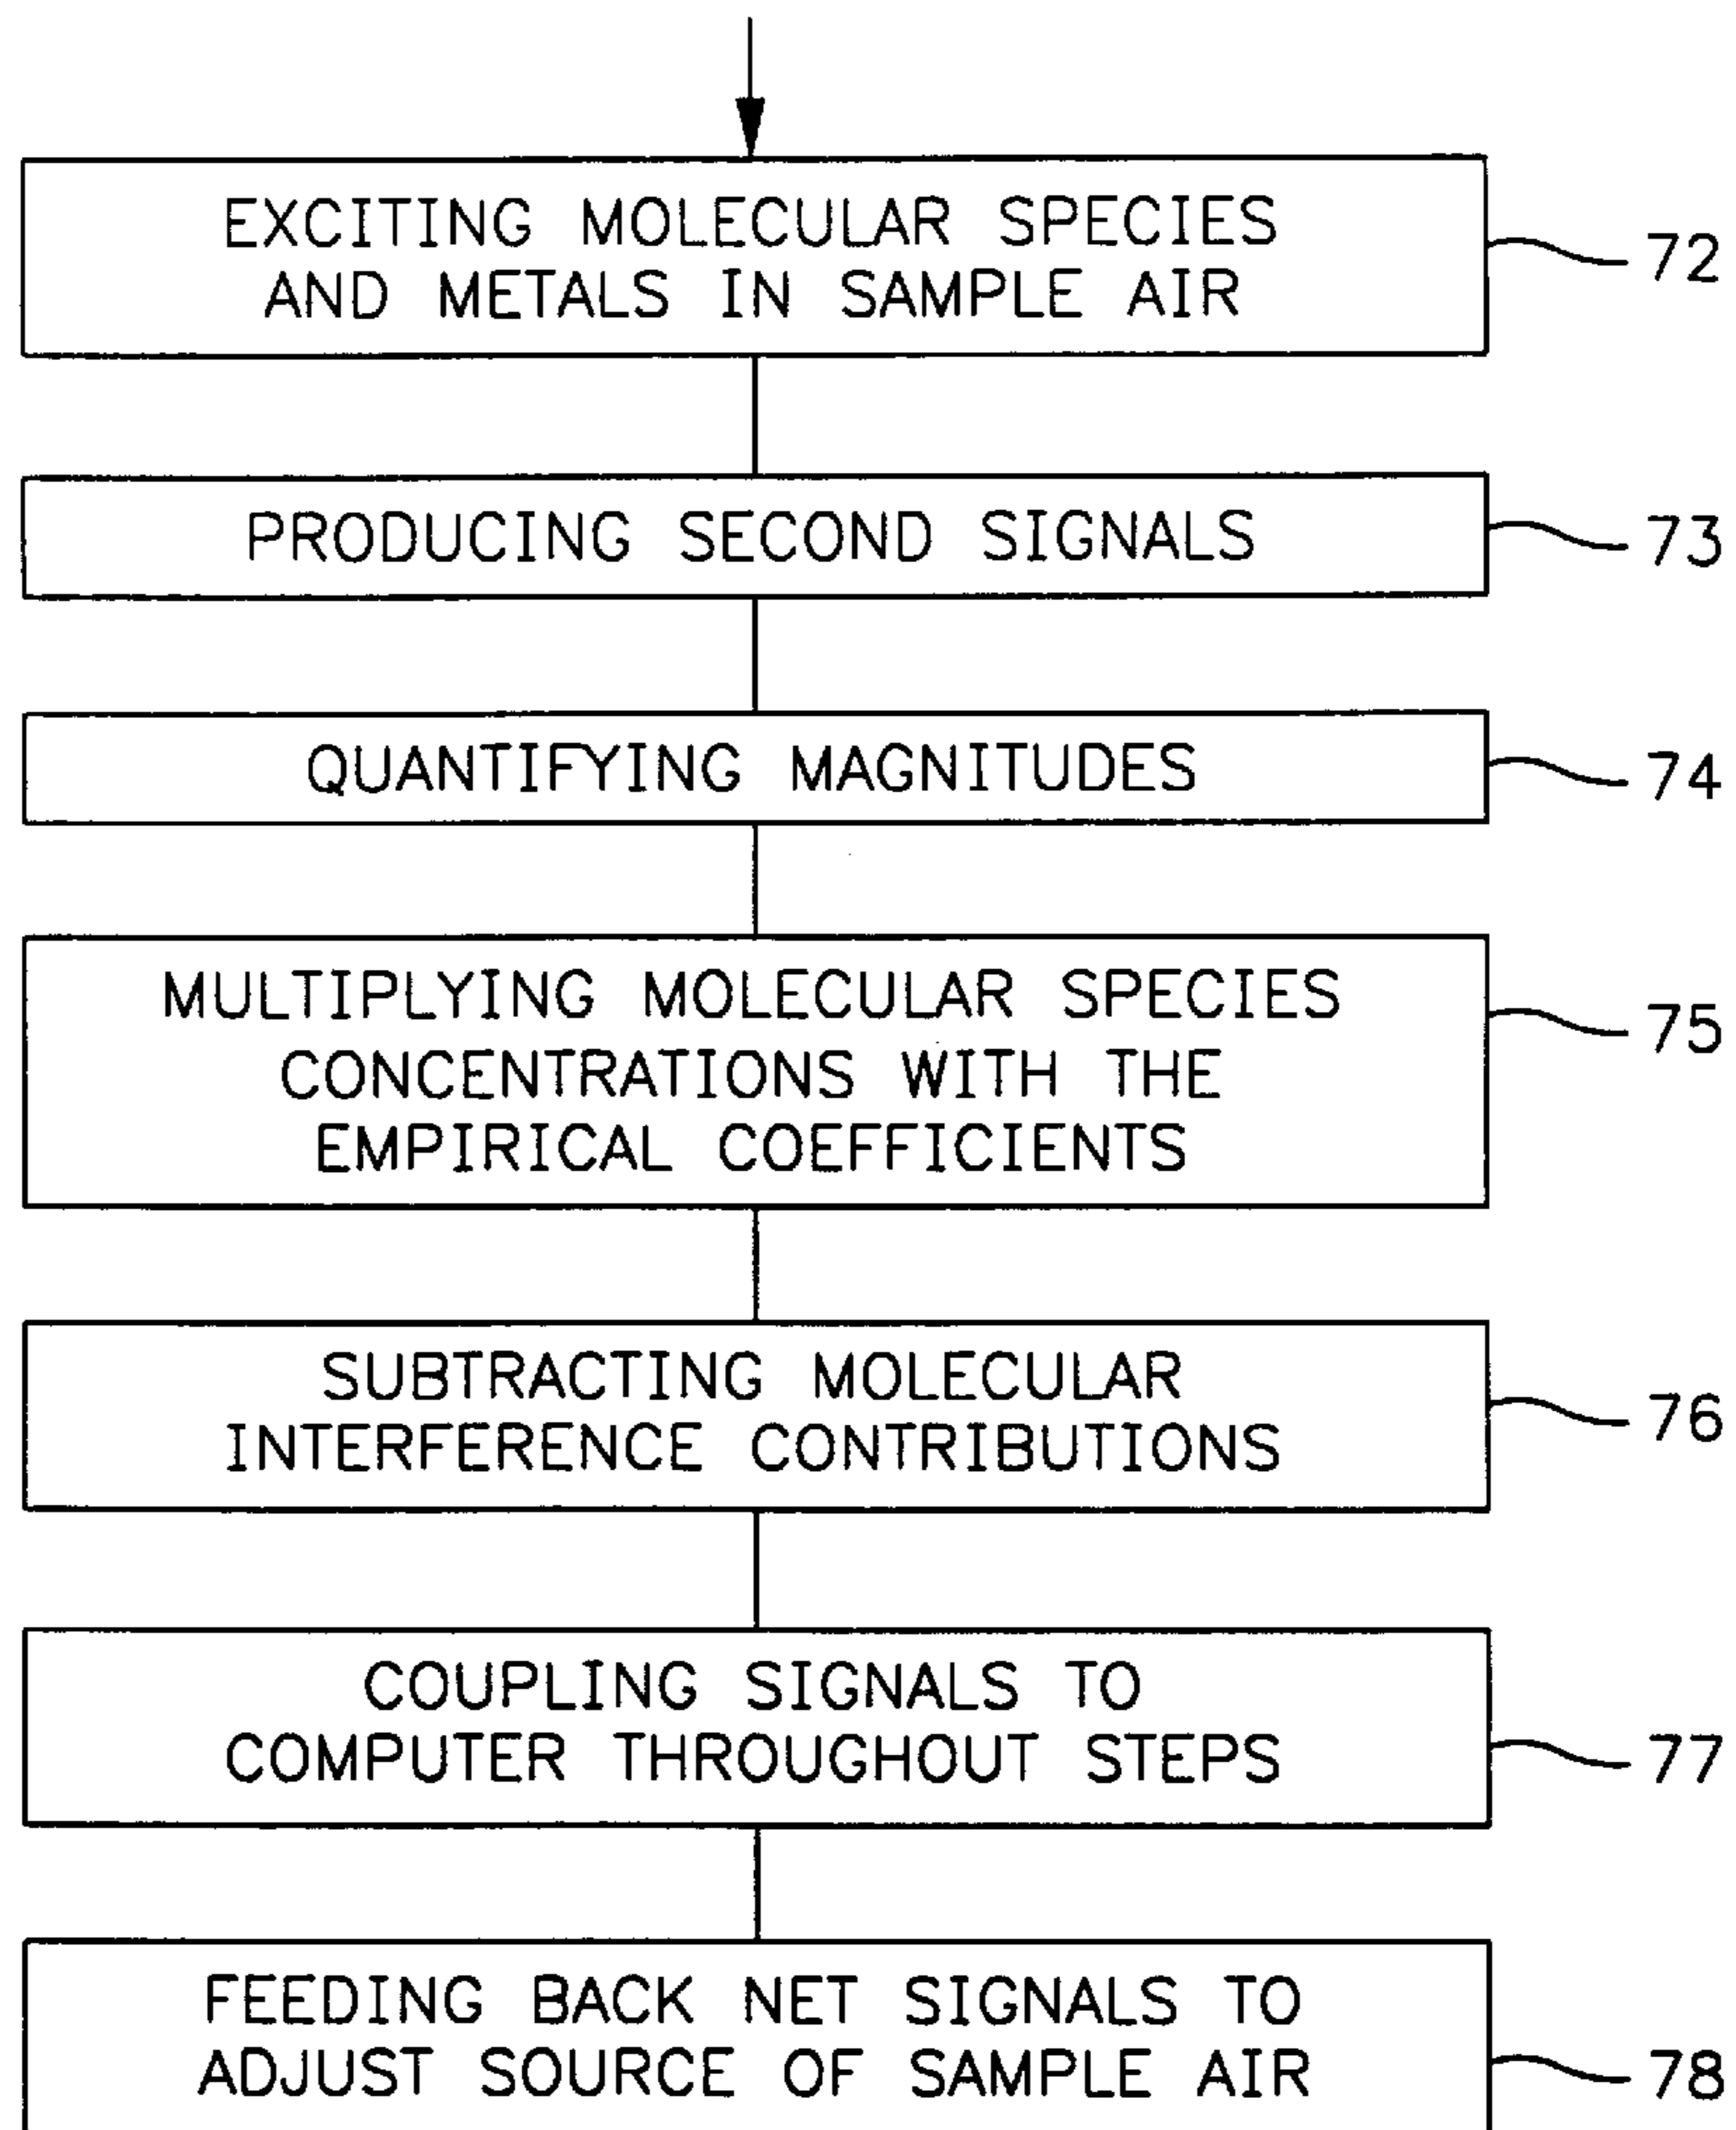 EXCITING MOLECULAR SPECIES
AND METALS IN SAMPLE AIR
72
PRODUCING SECOND SIGNALS
73
QUANTIFYING MAGNITUDES
74
MULTIPLYING MOLECULAR SPECIES
CONCENTRATIONS WITH THE
EMPIRICAL COEFFICIENTS
75
SUBTRACTING MOLECULAR
INTERFERENCE CONTRIBUTIONS
76
COUPLING SIGNALS TO
COMPUTER THROUGHOUT STEPS
77
FEEDING BACK NET SIGNALS TO
ADJUST SOURCE OF SAMPLE AIR
78